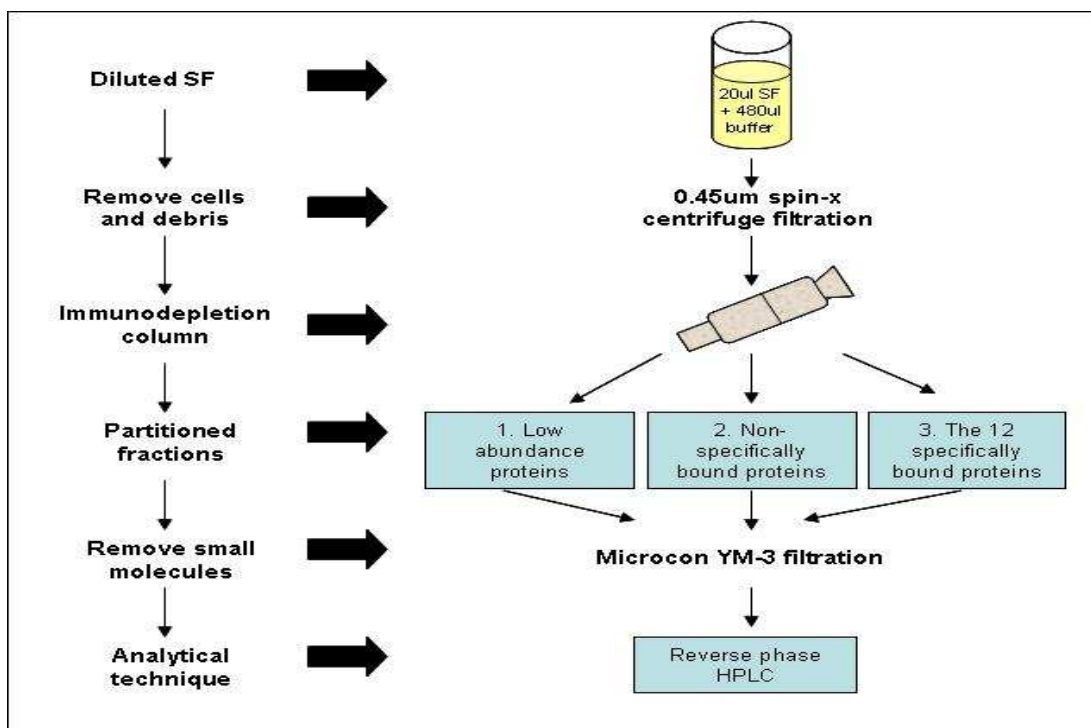 Diluted SF
20ul SF
+ 480ul
buffer
Remove cells
and debris
0.45um spin-x
centrifuge filtration
Immunodepletion
column
Partitioned
fractions
1. Low
abundance
proteins
2. Non-
specifically
bound proteins
3. The 12
specifically
bound proteins
Remove small
molecules
Microcon YM-3 filtration
Analytical
technique
Reverse phase
HPLC